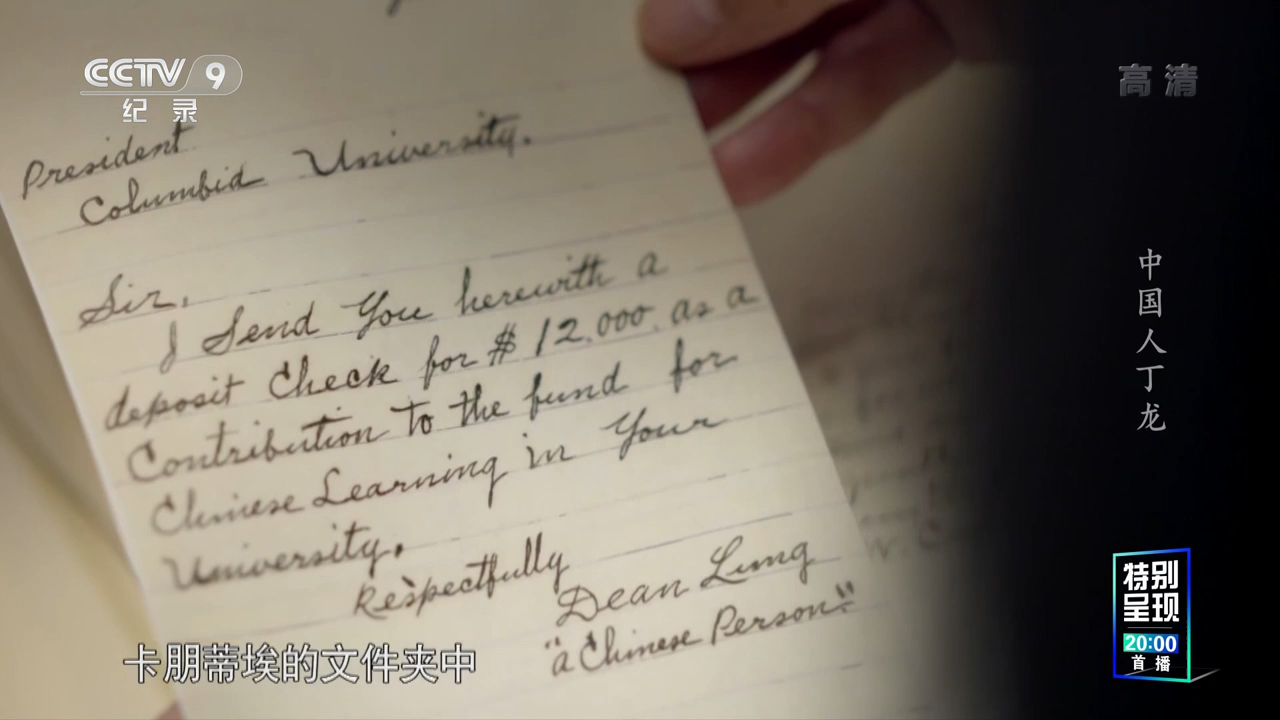 CCTV 9
纪录
高清
President
Columbia University.
Sir,
I Send You herewith a
deposit Check for $ 12.000. as a
Contribution to the fund for
Chinese Learning in Your
University.
Respectfully
Dean Lung
"a Chinese Person"
中国人丁龙
特别
呈现
20:00
首播
卡朋蒂埃的文件夹中